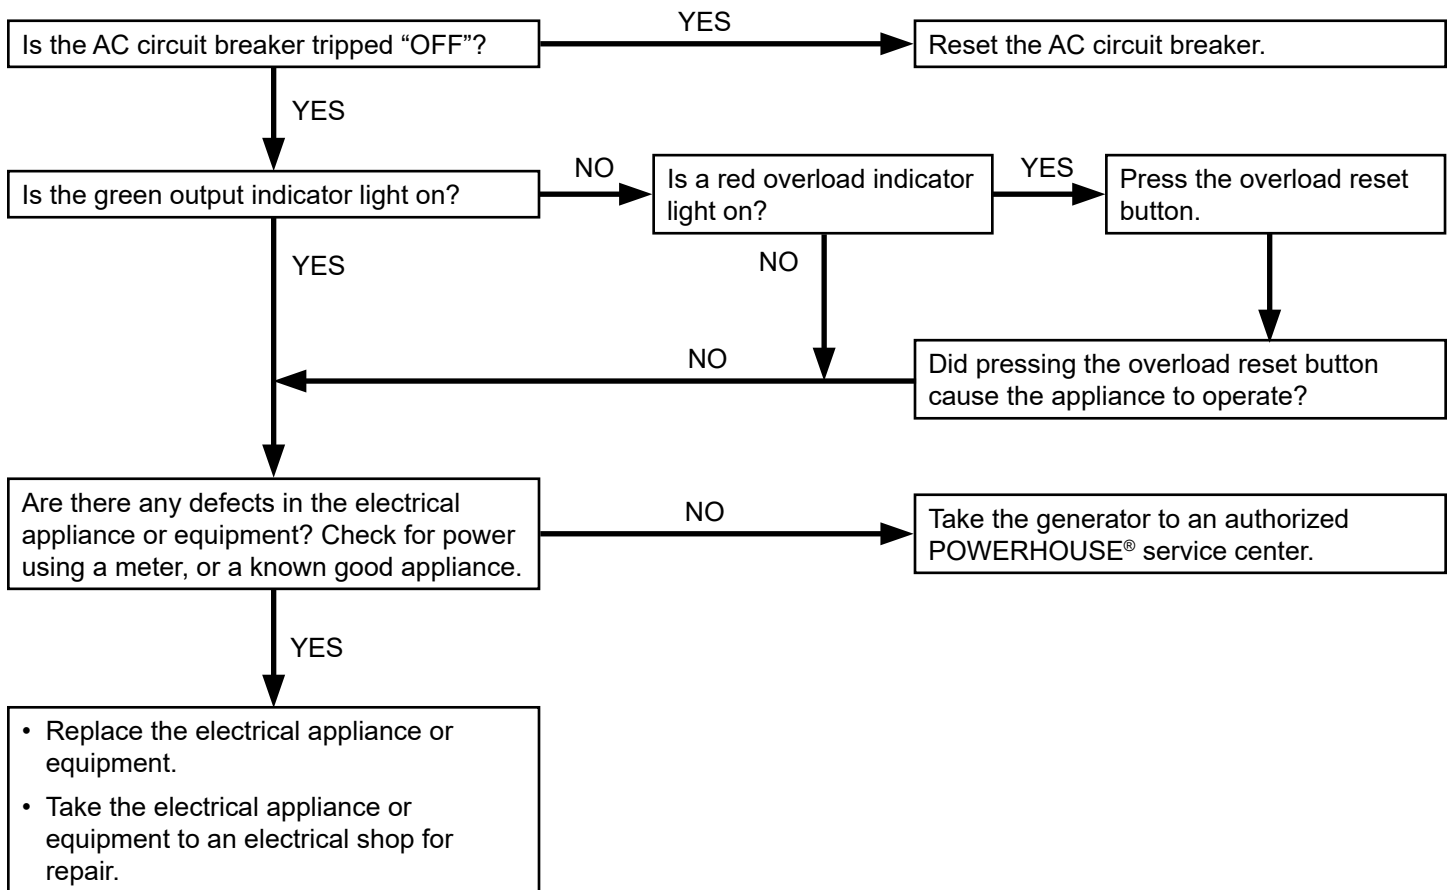 YES
Is the AC circuit breaker tripped “OFF”?
Reset the AC circuit breaker.
YES
Is the green output indicator light on?
NO
Is a red overload indicator
light on?
YES
Press the overload reset
button.
YES
NO
NO
Did pressing the overload reset button
cause the appliance to operate?
Are there any defects in the electrical
appliance or equipment? Check for power
using a meter, or a known good appliance.
NO
Take the generator to an authorized
POWERHOUSE® service center.
YES
• Replace the electrical appliance or
equipment.
• Take the electrical appliance or
equipment to an electrical shop for
repair.